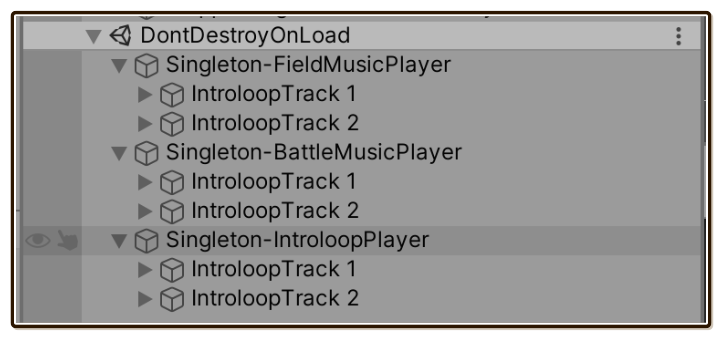 DontDestroyOnLoad
Singleton-FieldMusicPlayer
IntroloopTrack 1
IntroloopTrack 2
Singleton-BattleMusicPlayer
IntroloopTrack 1
IntroloopTrack 2
Singleton-IntroloopPlayer
IntroloopTrack 1
IntroloopTrack 2